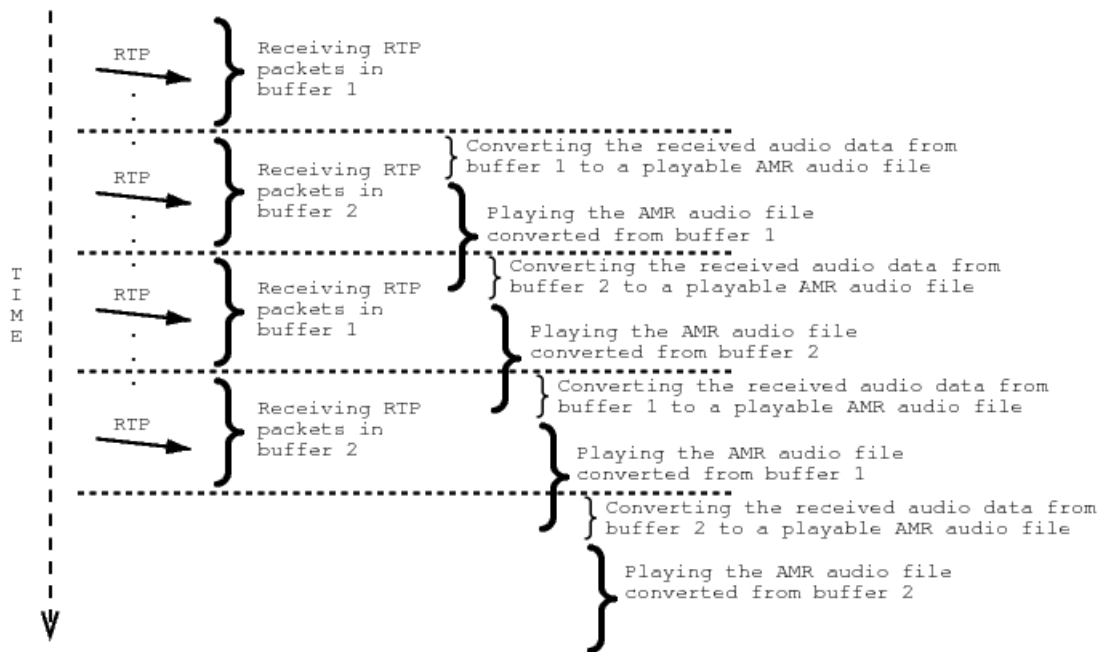 RTP
Receiving RTP
packets in
buffer 1
Converting the received audio data from
buffer 1 to a playable AMR audio file
RTP
Receiving RTP
packets in
buffer 2
Playing the AMR audio file
converted from buffer 1
Converting the received audio data from
buffer 2 to a playable AMR audio file
T
I
M
E
RTP
Receiving RTP
packets in
buffer 1
Playing the AMR audio file
converted from buffer 2
Converting the received audio data from
buffer 1 to a playable AMR audio file
RTP
Receiving RTP
packets in
buffer 2
Playing the AMR audio file
converted from buffer 1
Converting the received audio data from
buffer 2 to a playable AMR audio file
Playing the AMR audio file
converted from buffer 2